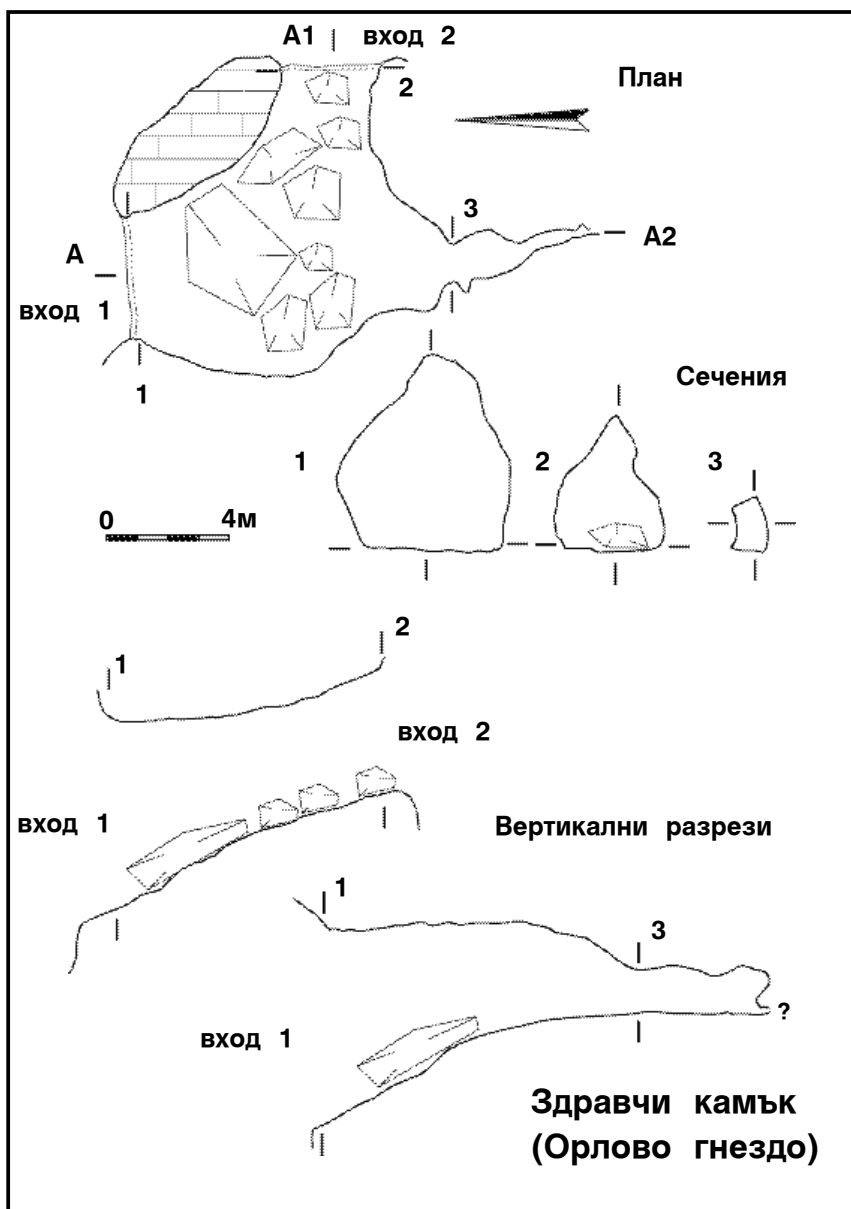 А1 вход 2
План
2
3
А
А2
вход 1
1
Сечения
1
2
3
0 4м
1
2
вход 2
вход 1
Вертикални разрези
1
3
?
вход 1
Здравчи камък
(Орлово гнездо)